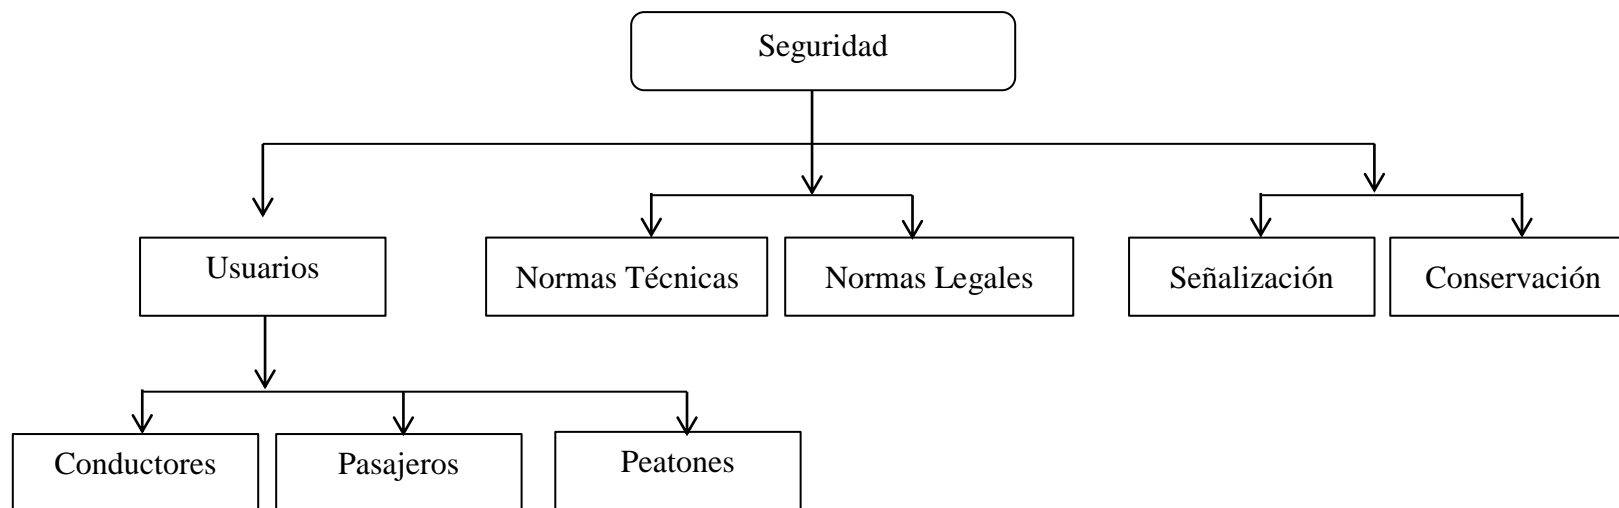 Seguridad
Usuarios
Normas Técnicas
Normas Legales
Señalización
Conservación
Conductores
Pasajeros
Peatones